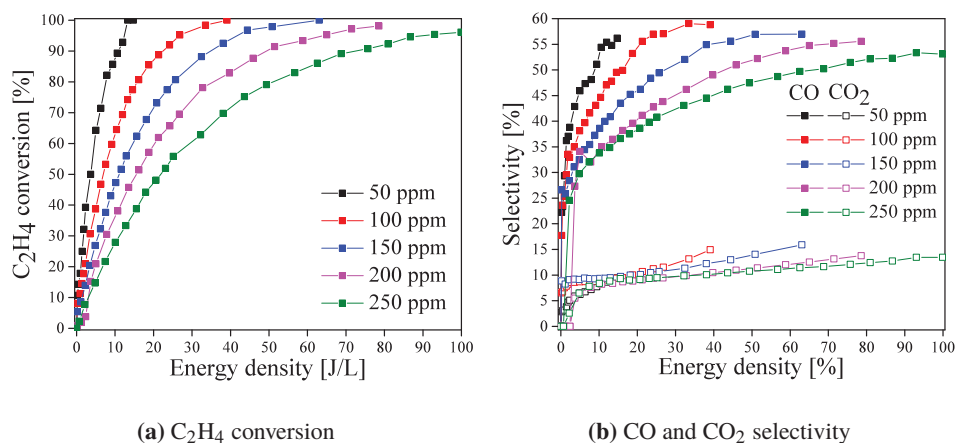 100
90
80
70
60
50
40
30
20
10
0
C2H4 conversion [%]
50 ppm
100 ppm
150 ppm
200 ppm
250 ppm
0 10 20 30 40 50 60 70 80 90 100
Energy density [J/L]
(a) C2H4 conversion
60
55
50
45
40
35
30
25
20
15
10
5
0
Selectivity [%]
CO CO2
50 ppm
100 ppm
150 ppm
200 ppm
250 ppm
0 10 20 30 40 50 60 70 80 90 100
Energy density [%]
(b) CO and CO2 selectivity